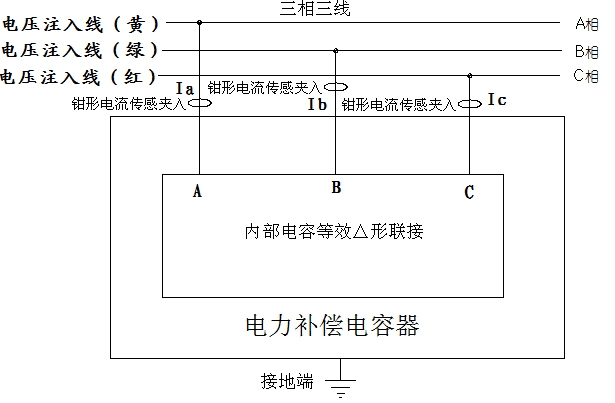 三相三线
电压注入线（黄） A相
电压注入线（绿） B相
电压注入线（红） C相
Ia
钳形电流传感夹入
钳形电流传感夹入
Ib
钳形电流传感夹入
Ic
A B C
内部电容等效△形联接
电力补偿电容器
接地端